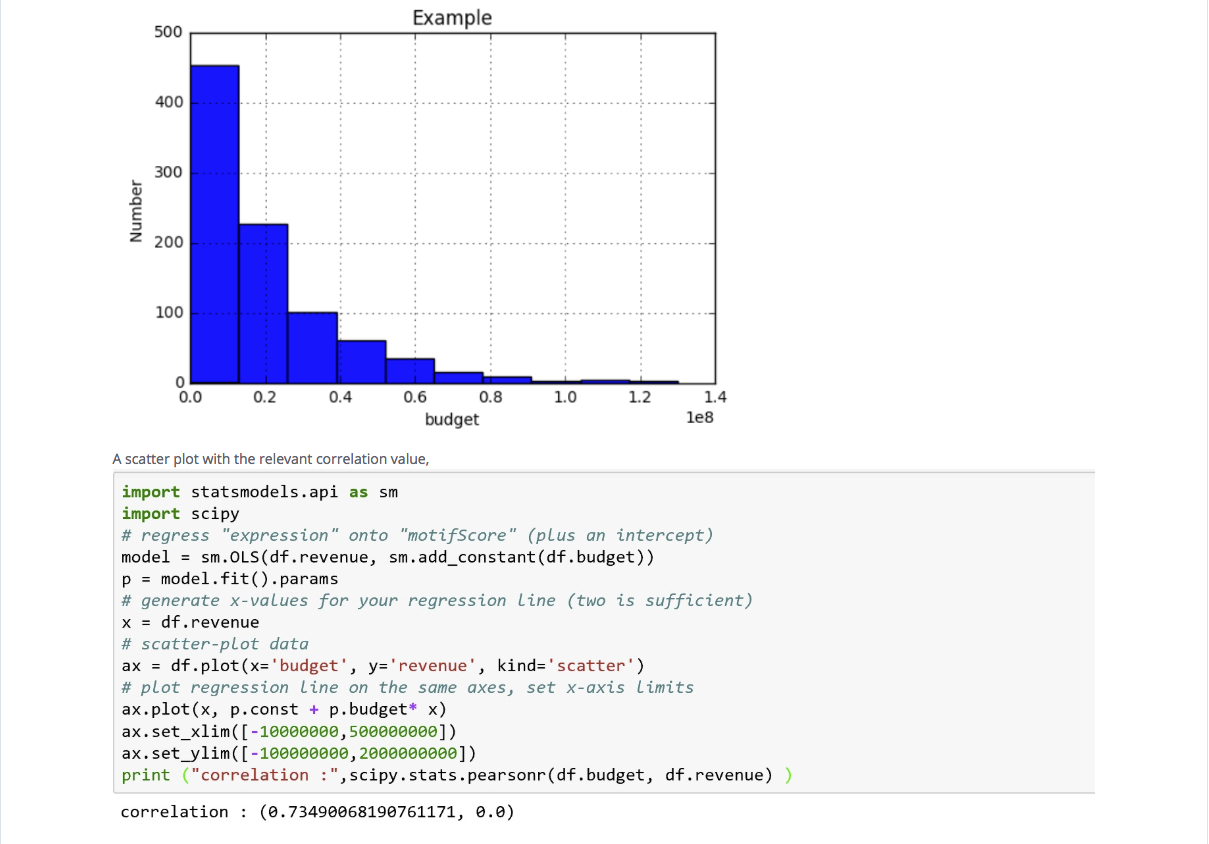 Example
500
400
300
200
100
0
Number
0.0 0.2 0.4 0.6 0.8 1.0 1.2 1.4
1e8
budget
A scatter plot with the relevant correlation value,
import statsmodels.api as sm
import scipy
# regress "expression" onto "motifScore" (plus an intercept)
model = sm.OLS(df.revenue, sm.add_constant(df.budget))
p = model.fit().params
# generate x-values for your regression line (two is sufficient)
x = df.revenue
# scatter-plot data
ax = df.plot(x='budget', y='revenue', kind='scatter')
# plot regression line on the same axes, set x-axis limits
ax.plot(x, p.const + p.budget* x)
ax.set_xlim([-10000000,500000000])
ax.set_ylim([-100000000,2000000000])
print ("correlation :",scipy.stats.pearsonr(df.budget, df.revenue) )
correlation : (0.73490068190761171, 0.0)